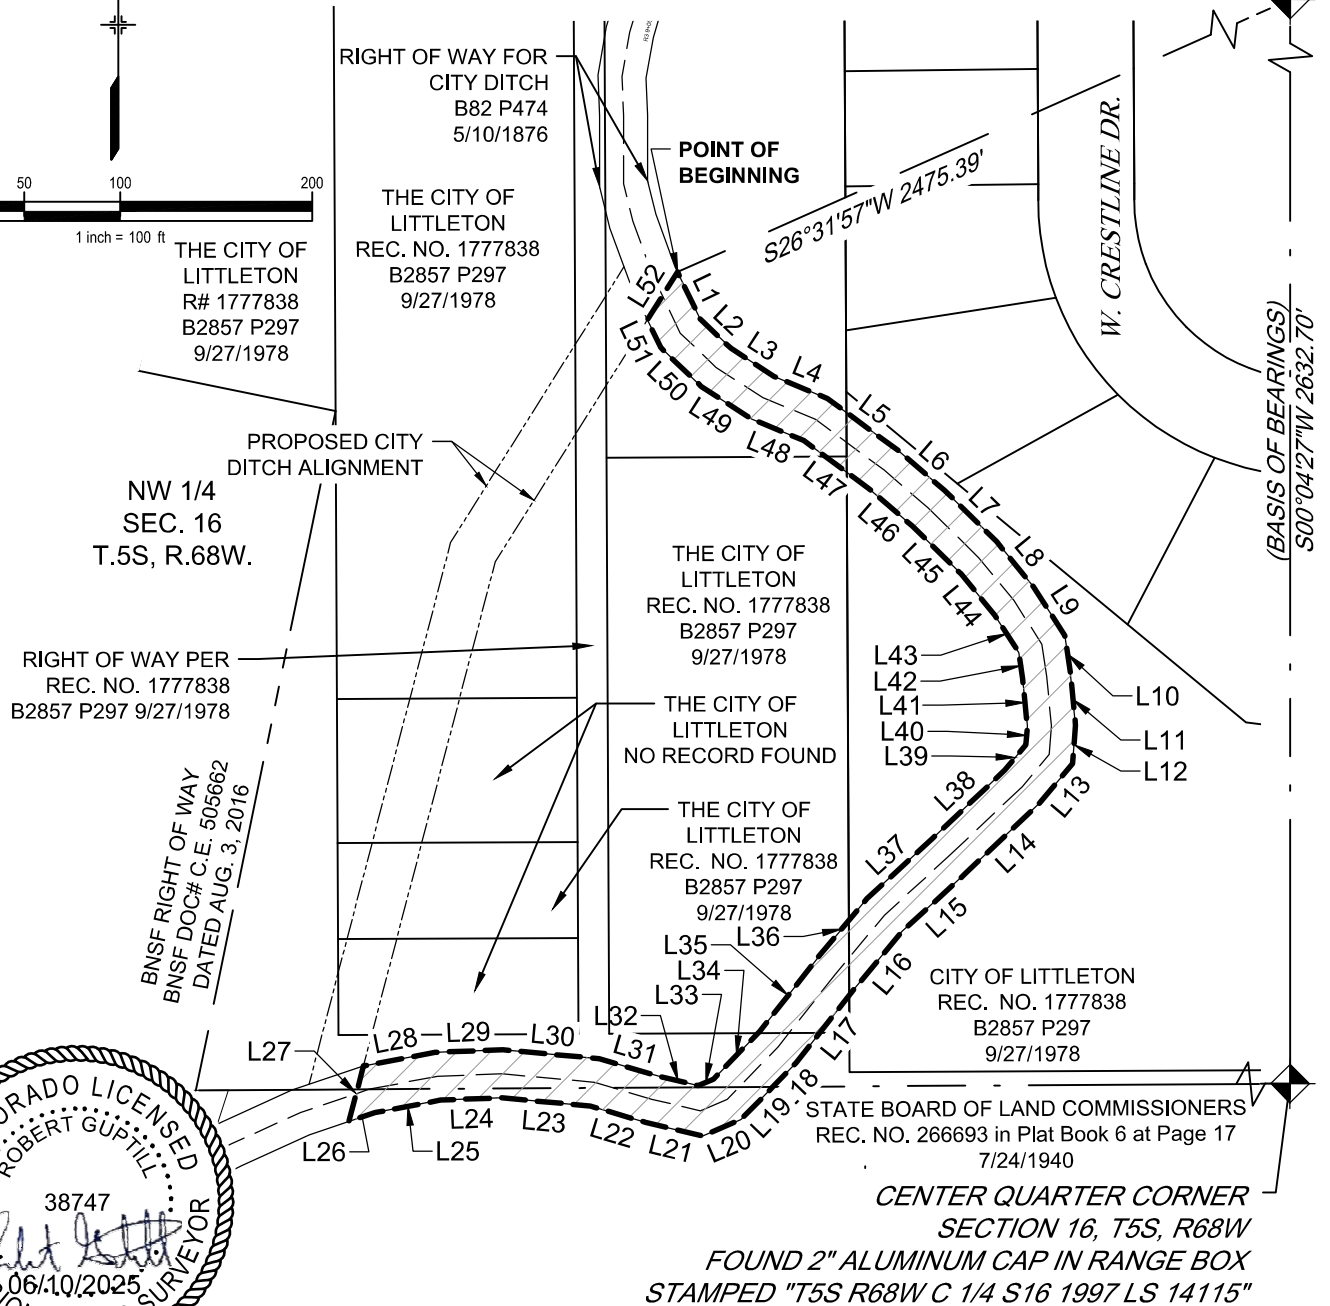 50
100
200
1 inch = 100 ft
RIGHT OF WAY FOR
CITY DITCH
B82 P474
5/10/1876
POINT OF
BEGINNING
S26°31'57"W 2475.39'
W. CRESTLINE DR.
(BASIS OF BEARINGS)
S00°04'27"W 2632.70'
THE CITY OF
LITTLETON
REC. NO. 1777838
B2857 P297
9/27/1978
THE CITY OF
LITTLETON
R# 1777838
B2857 P297
9/27/1978
PROPOSED CITY
DITCH ALIGNMENT
NW 1/4
SEC. 16
T.5S, R.68W.
L52
L1
L2
L3
L4
L5
L6
L7
L8
L9
L10
L11
L12
L13
L14
L15
L16
L17
L18
L19
L20
L21
L22
L23
L24
L25
L26
L27
L28
L29
L30
L31
L32
L33
L34
L35
L36
L37
L38
L39
L40
L41
L42
L43
L44
L45
L46
L47
L48
L49
L50
L51
THE CITY OF
LITTLETON
REC. NO. 1777838
B2857 P297
9/27/1978
RIGHT OF WAY PER
REC. NO. 1777838
B2857 P297 9/27/1978
THE CITY OF
LITTLETON
NO RECORD FOUND
THE CITY OF
LITTLETON
REC. NO. 1777838
B2857 P297
9/27/1978
BNSF RIGHT OF WAY
BNSF DOC# C.E. 505662
DATED AUG. 3, 2016
CITY OF LITTLETON
REC. NO. 1777838
B2857 P297
9/27/1978
STATE BOARD OF LAND COMMISSIONERS
REC. NO. 266693 in Plat Book 6 at Page 17
7/24/1940
CENTER QUARTER CORNER
SECTION 16, T5S, R68W
FOUND 2" ALUMINUM CAP IN RANGE BOX
STAMPED "T5S R68W C 1/4 S16 1997 LS 14115"
ORADO LICENSED
ROBERT GUPTILL
38747
06/10/2025
SURVEYOR